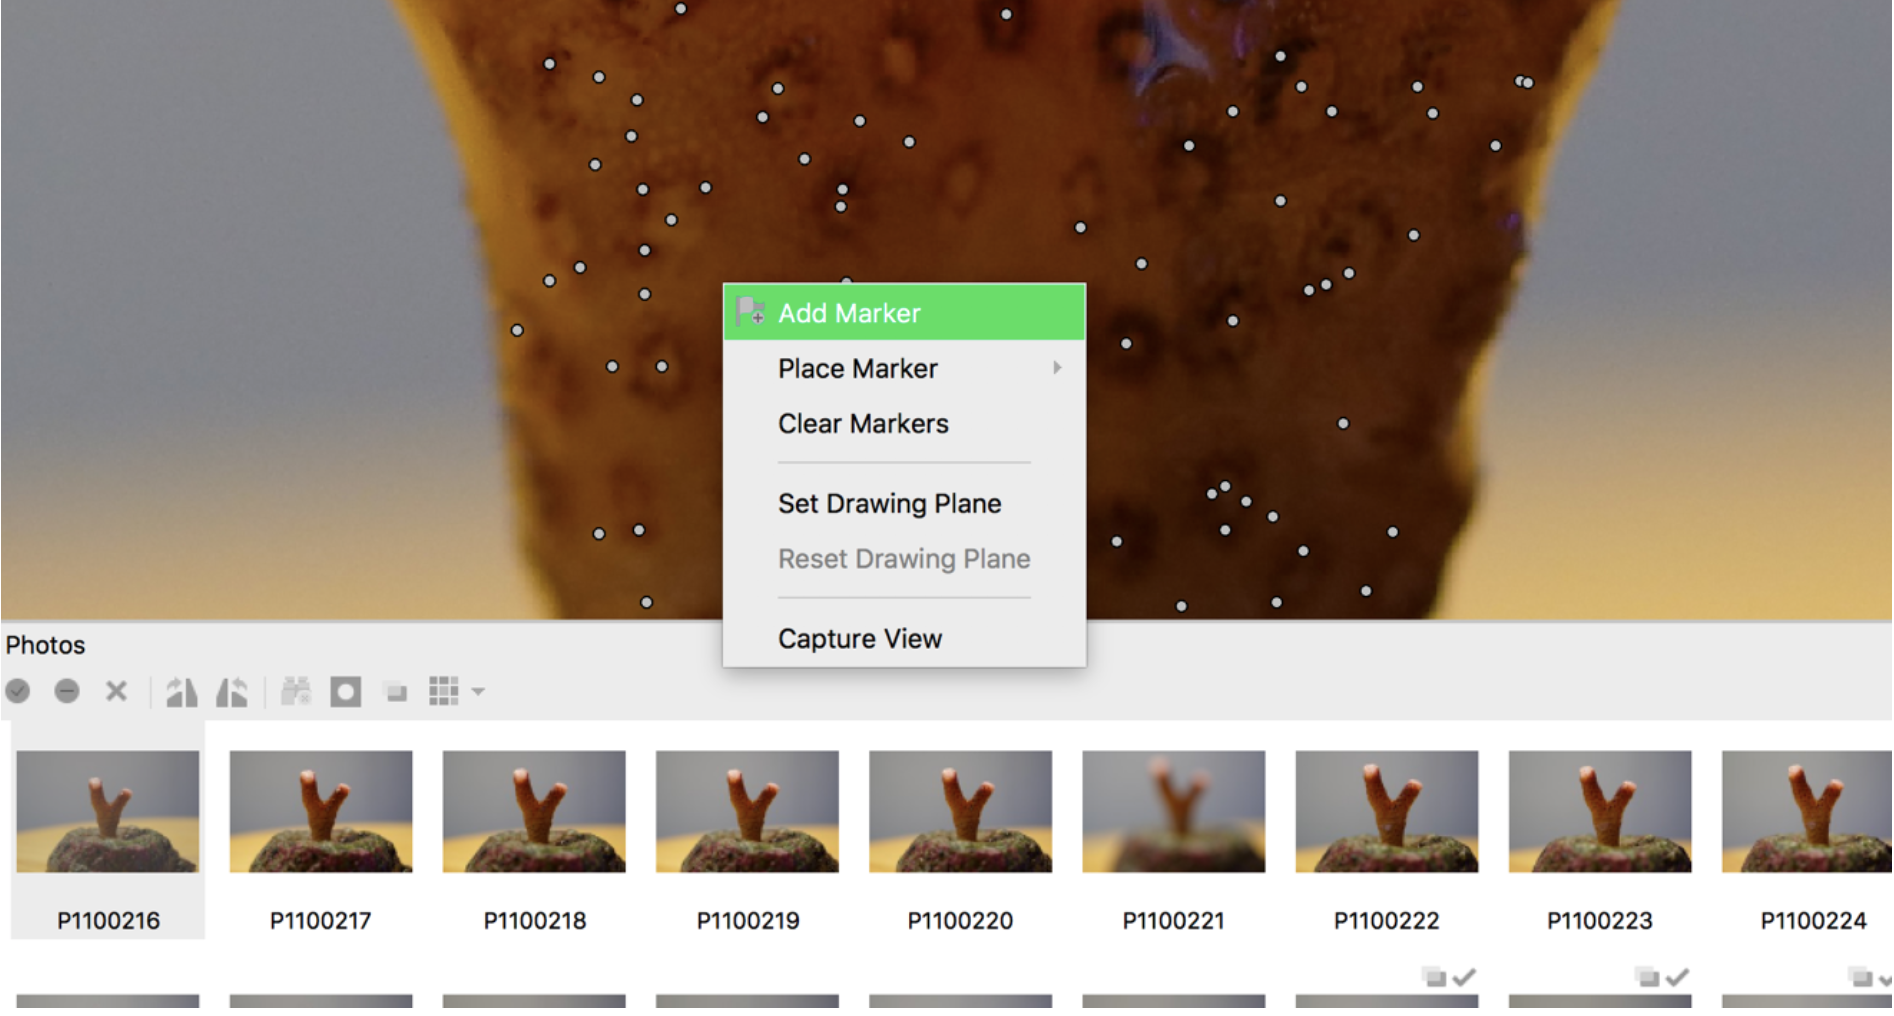 Add Marker
Place Marker
Clear Markers
Set Drawing Plane
Reset Drawing Plane
Capture View
Photos
P1100216 P1100217 P1100218 P1100219 P1100220 P1100221 P1100222 P1100223 P1100224